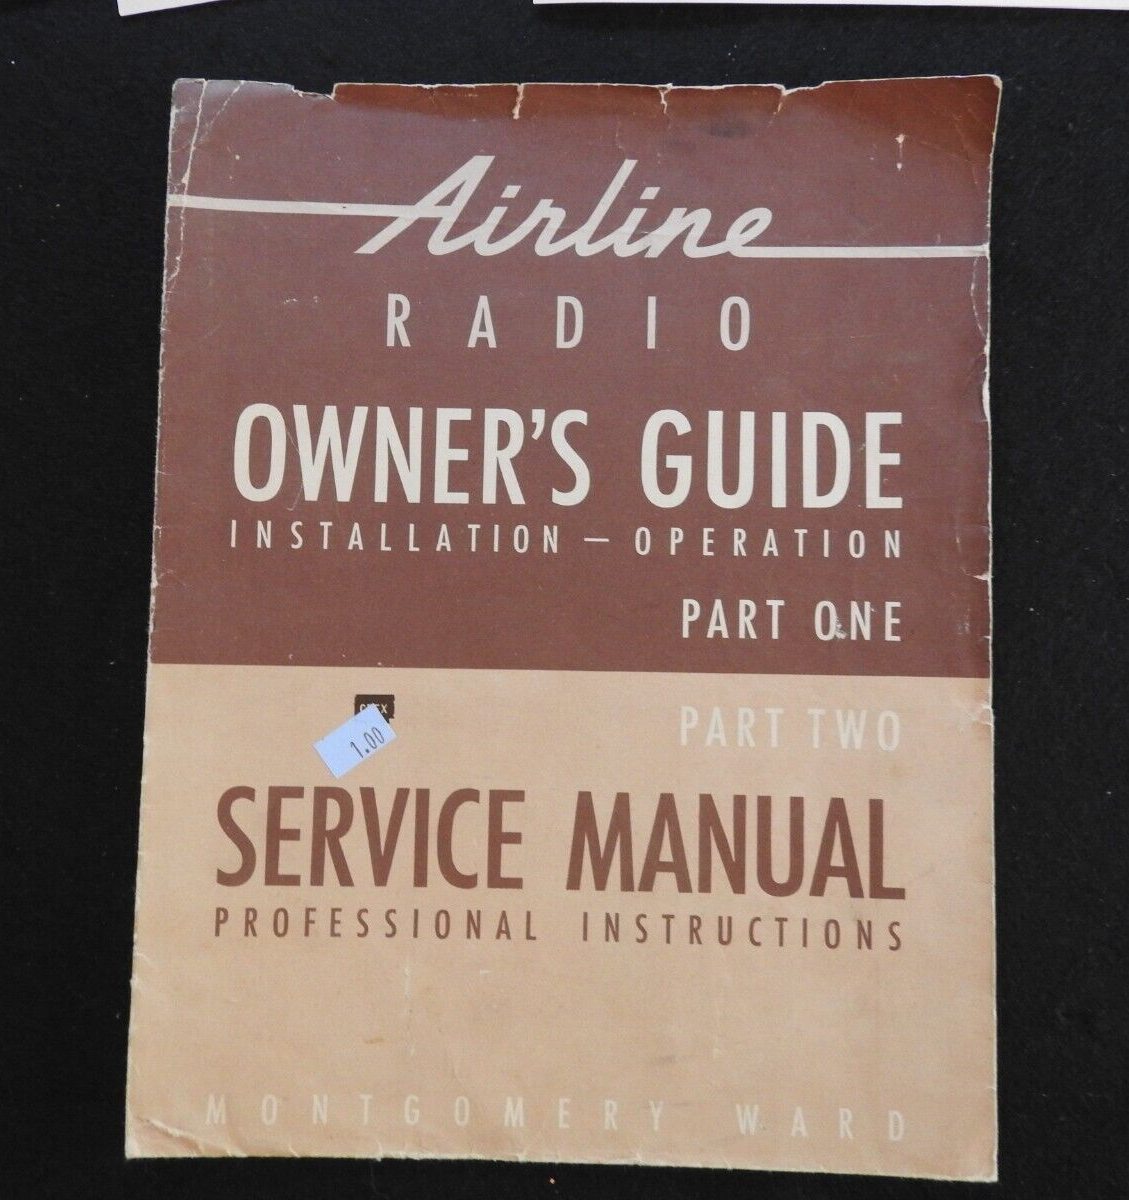 Airline
RADIO
OWNER'S GUIDE
INSTALLATION — OPERATION
PART ONE
PART TWO
1.00
SERVICE MANUAL
PROFESSIONAL INSTRUCTIONS
MONTGOMERY WARD